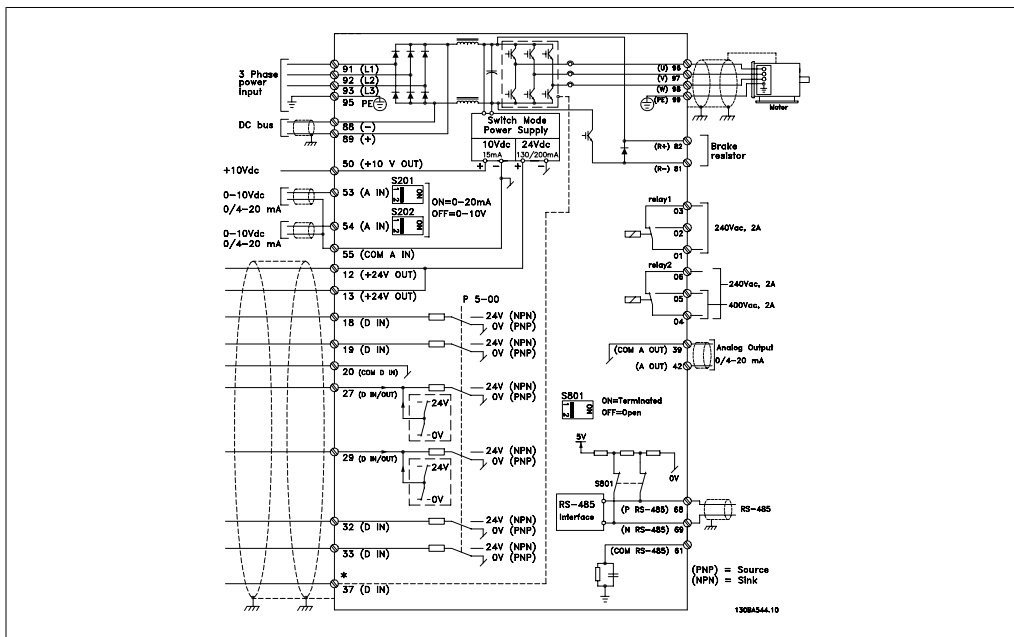 3 Phase
power
input
91 (L1)
92 (L2)
93 (L3)
95 PE
DC bus
88 (-)
89 (+)
+10Vdc
50 (+10 V OUT)
0-10Vdc
0/4-20 mA
53 (A IN)
S201
ON
1 2
ON=0-20mA
OFF=0-10V
0-10Vdc
0/4-20 mA
54 (A IN)
S202
ON
1 2
55 (COM A IN)
12 (+24V OUT)
13 (+24V OUT)
P 5-00
18 (D IN)
24V (NPN)
0V (PNP)
19 (D IN)
24V (NPN)
0V (PNP)
20 (COM D IN)
27 (D IN/OUT)
24V (NPN)
0V (PNP)
24V
0V
29 (D IN/OUT)
24V (NPN)
0V (PNP)
24V
0V
32 (D IN)
24V (NPN)
0V (PNP)
33 (D IN)
24V (NPN)
0V (PNP)
*
37 (D IN)
Switch Mode
Power Supply
10Vdc
15mA
24Vdc
130/200mA
+ - + -
(U) 96
(V) 97
(W) 98
(PE) 99
Motor
(R+) 82
(R-) 81
Brake
resistor
relay1
03
02
01
240Vac, 2A
relay2
06
05
04
240Vac, 2A
400Vac, 2A
(COM A OUT) 39
(A OUT) 42
Analog Output
0/4-20 mA
S801
ON
1 2
ON=Terminated
OFF=Open
5V
S801
0V
RS-485
Interface
(P RS-485) 68
(N RS-485) 69
RS-485
(COM RS-485) 61
(PNP) = Source
(NPN) = Sink
130BA544.10